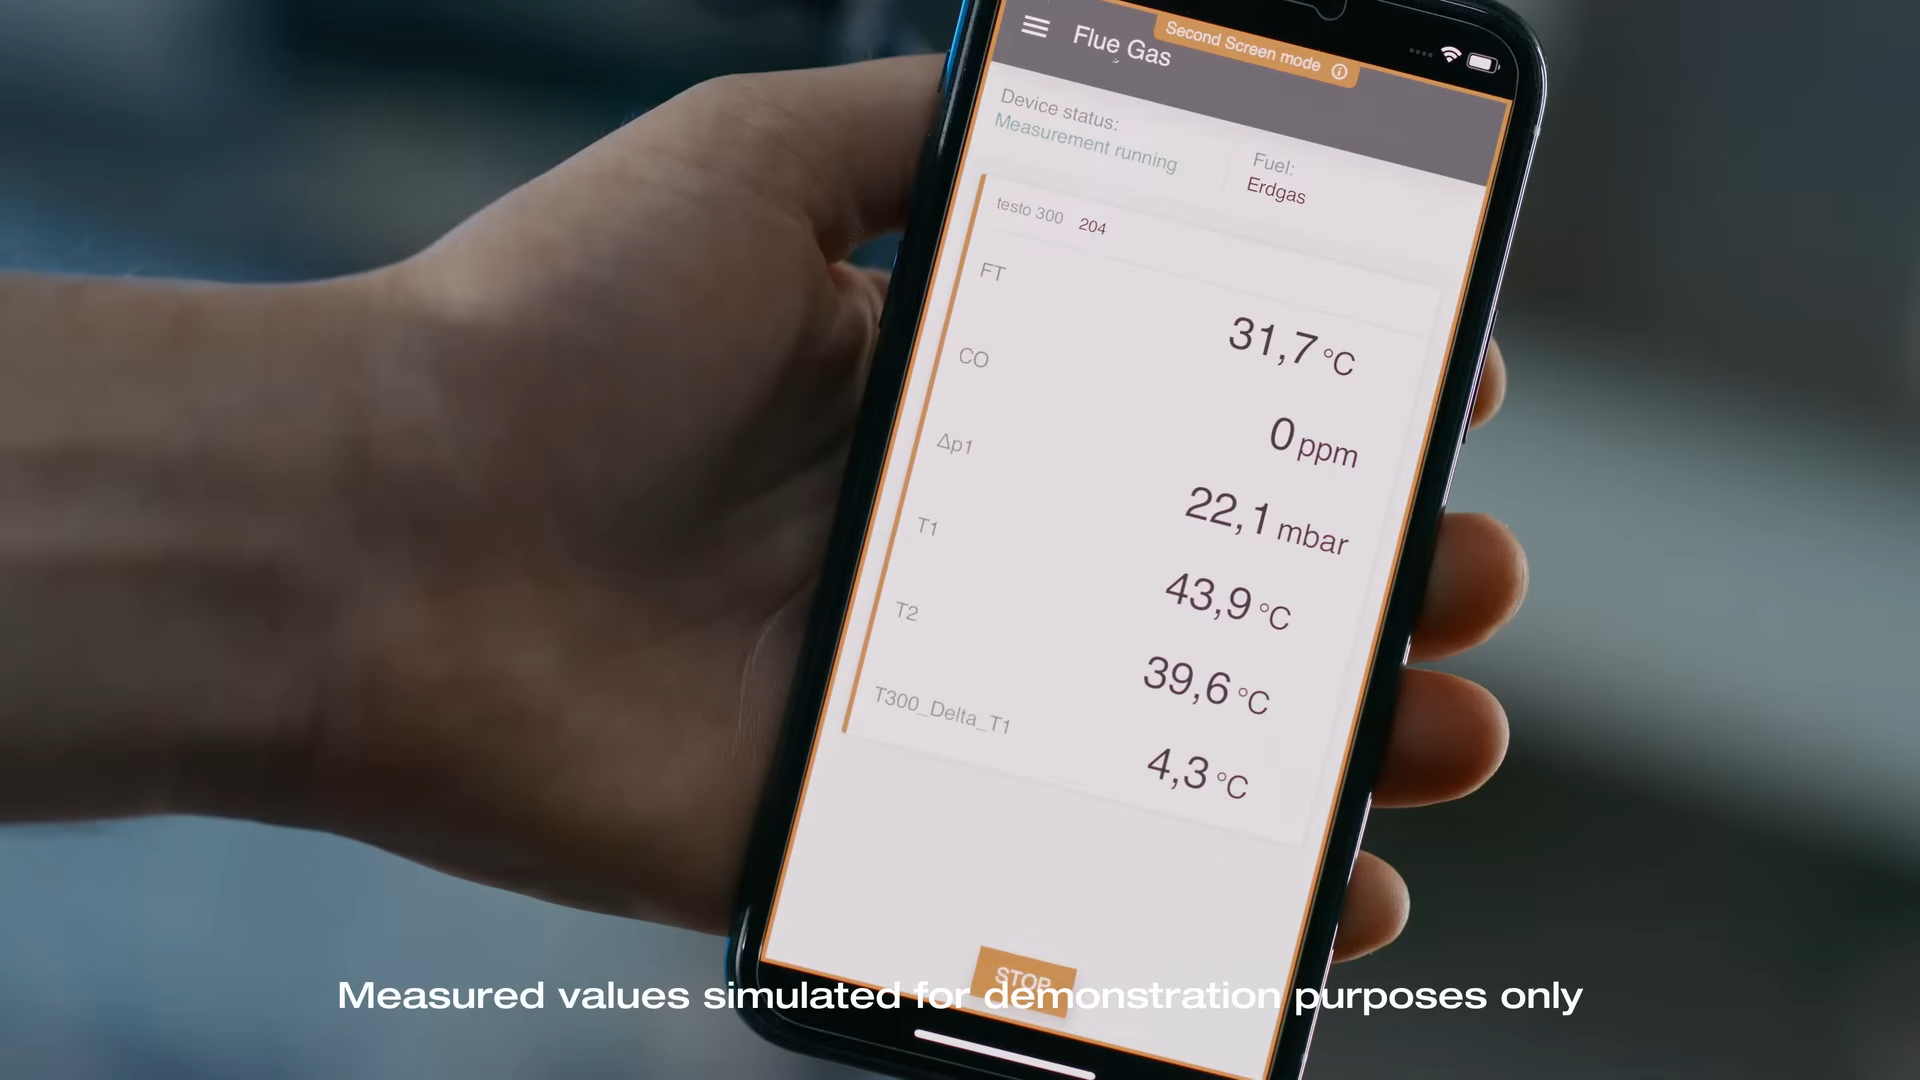 Flue Gas
Second Screen mode
Device status:
Measurement running
Fuel:
Erdgas
testo 300 204
FT
31,7 °C
CO
0 ppm
Δp1
22,1 mbar
T1
43,9 °C
T2
39,6 °C
T300_Delta_T1
4,3 °C
STOP
Measured values simulated for demonstration purposes only